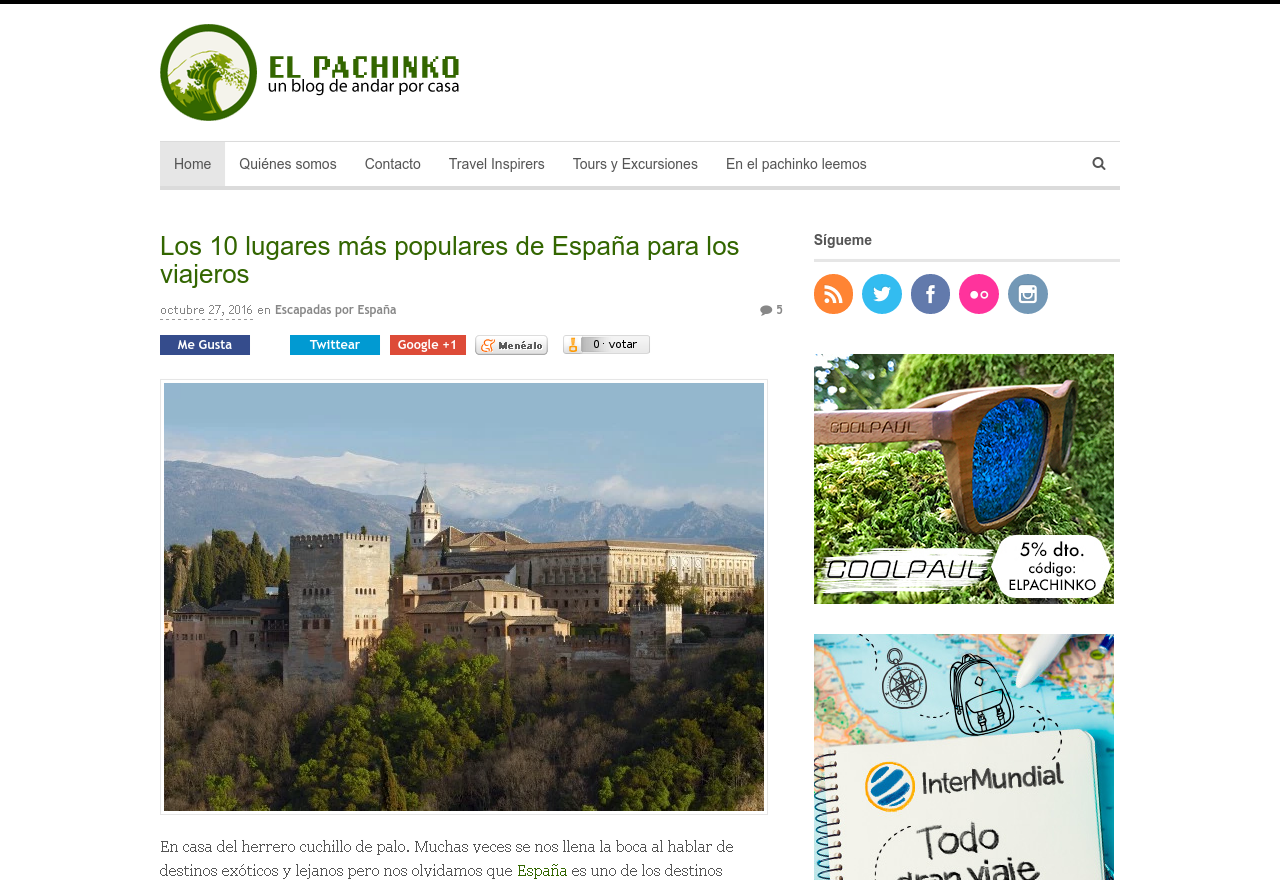 EL PACHINKO
un blog de andar por casa
Home Quiénes somos Contacto Travel Inspirers Tours y Excursiones En el pachinko leemos
Los 10 lugares más populares de España para los
viajeros
octubre 27, 2016 en Escapadas por España 5
Me Gusta Twittear Google +1 Menéalo 0 votar
En casa del herrero cuchillo de palo. Muchas veces se nos llena la boca al hablar de
destinos exóticos y lejanos pero nos olvidamos que España es uno de los destinos
Sígueme
COOLPAUL
COOLPAUL
5% dto.
código:
ELPACHINKO
InterMundial
Todo
gran viaje